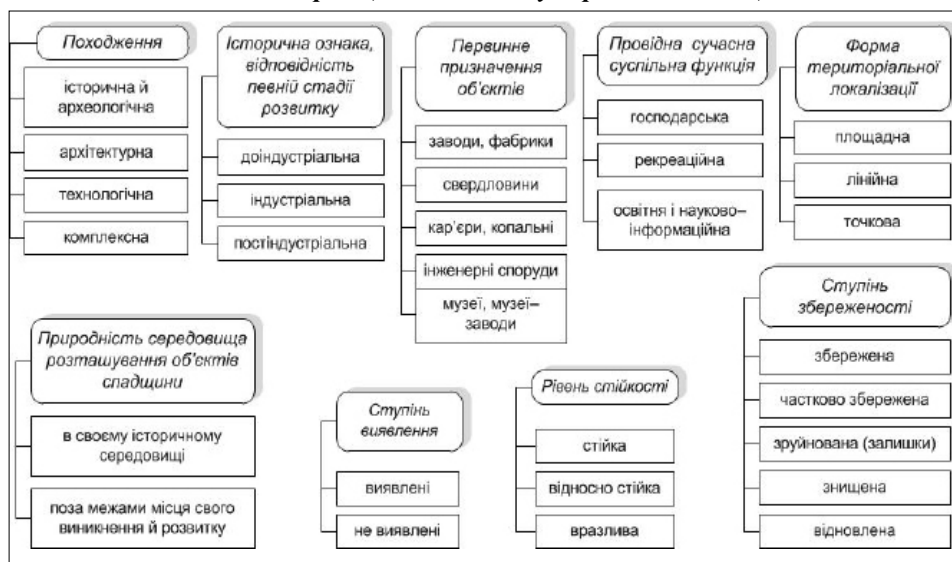 Походження
історична й
археологічна
архітектурна
технологічна
комплексна
Історична ознака,
відповідність
певній стадії
розвитку
доіндустріальна
індустріальна
постіндустріальна
Первинне
призначення
об'єктів
заводи, фабрики
свердловини
кар'єри, копальні
інженерні споруди
музеї, музеї–
заводи
Провідна сучасна
суспільна функція
господарська
рекреаційна
освітня і науково–
інформаційна
Форма
територіальної
локалізації
площадна
лінійна
точкова
Природність середовища
розташування об'єктів
спадщини
в своєму історичному
середовищі
поза межами місця свого
виникнення й розвитку
Ступінь
виявлення
виявлені
не виявлені
Рівень стійкості
стійка
відносно стійка
вразлива
Ступінь
збереженості
збережена
частково збережена
зруйнована (залишки)
знищена
відновлена